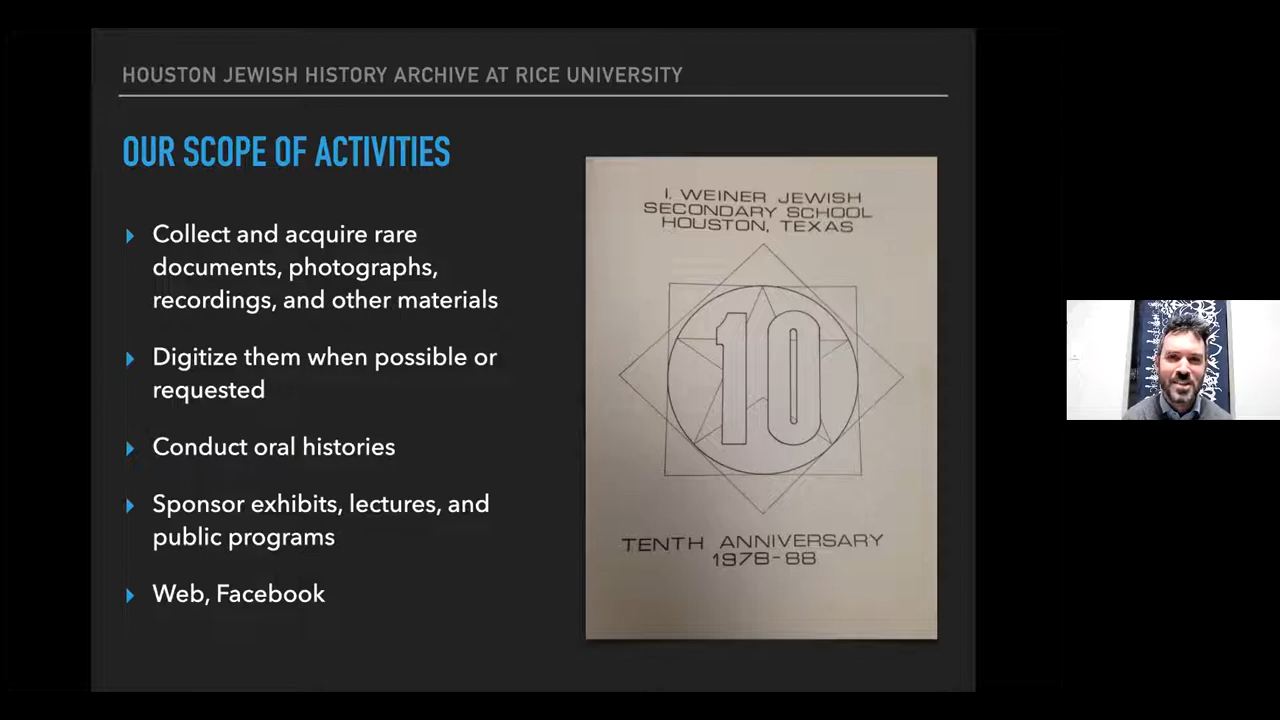 HOUSTON JEWISH HISTORY ARCHIVE AT RICE UNIVERSITY
OUR SCOPE OF ACTIVITIES
Collect and acquire rare
documents, photographs,
recordings, and other materials
Digitize them when possible or
requested
Conduct oral histories
Sponsor exhibits, lectures, and
public programs
Web, Facebook
I. WEINER JEWISH
SECONDARY SCHOOL
HOUSTON, TEXAS
10
TENTH ANNIVERSARY
1978-88